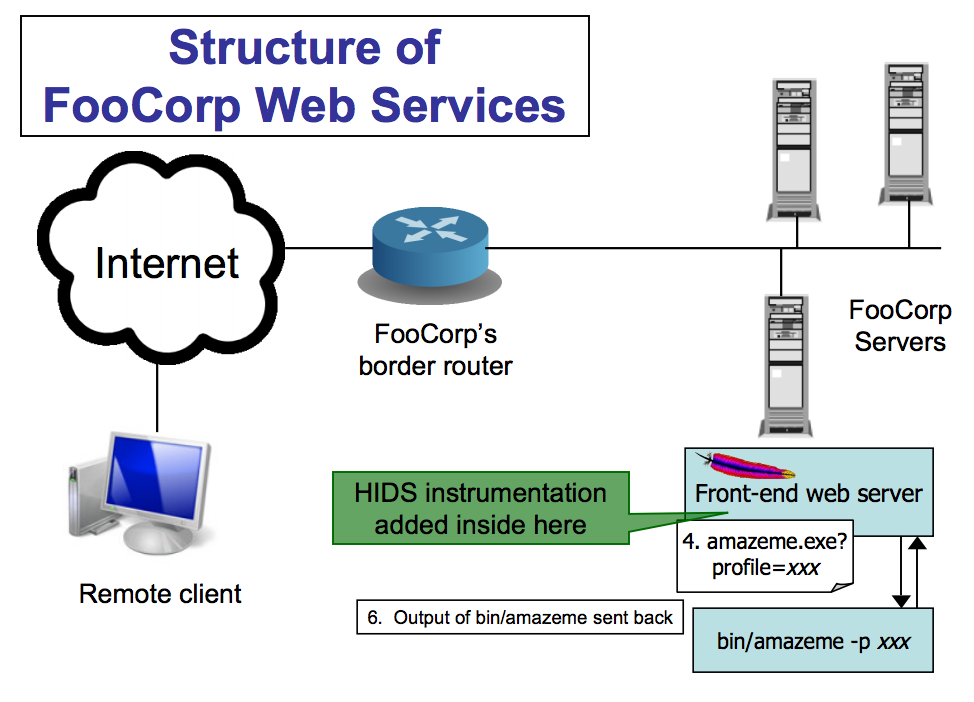 Structure of
FooCorp Web Services
Internet
FooCorp's
border router
FooCorp
Servers
Remote client
HIDS instrumentation
added inside here
Front-end web server
4. amazeme.exe?
profile=xxx
6. Output of bin/amazeme sent back
bin/amazeme -p xxx